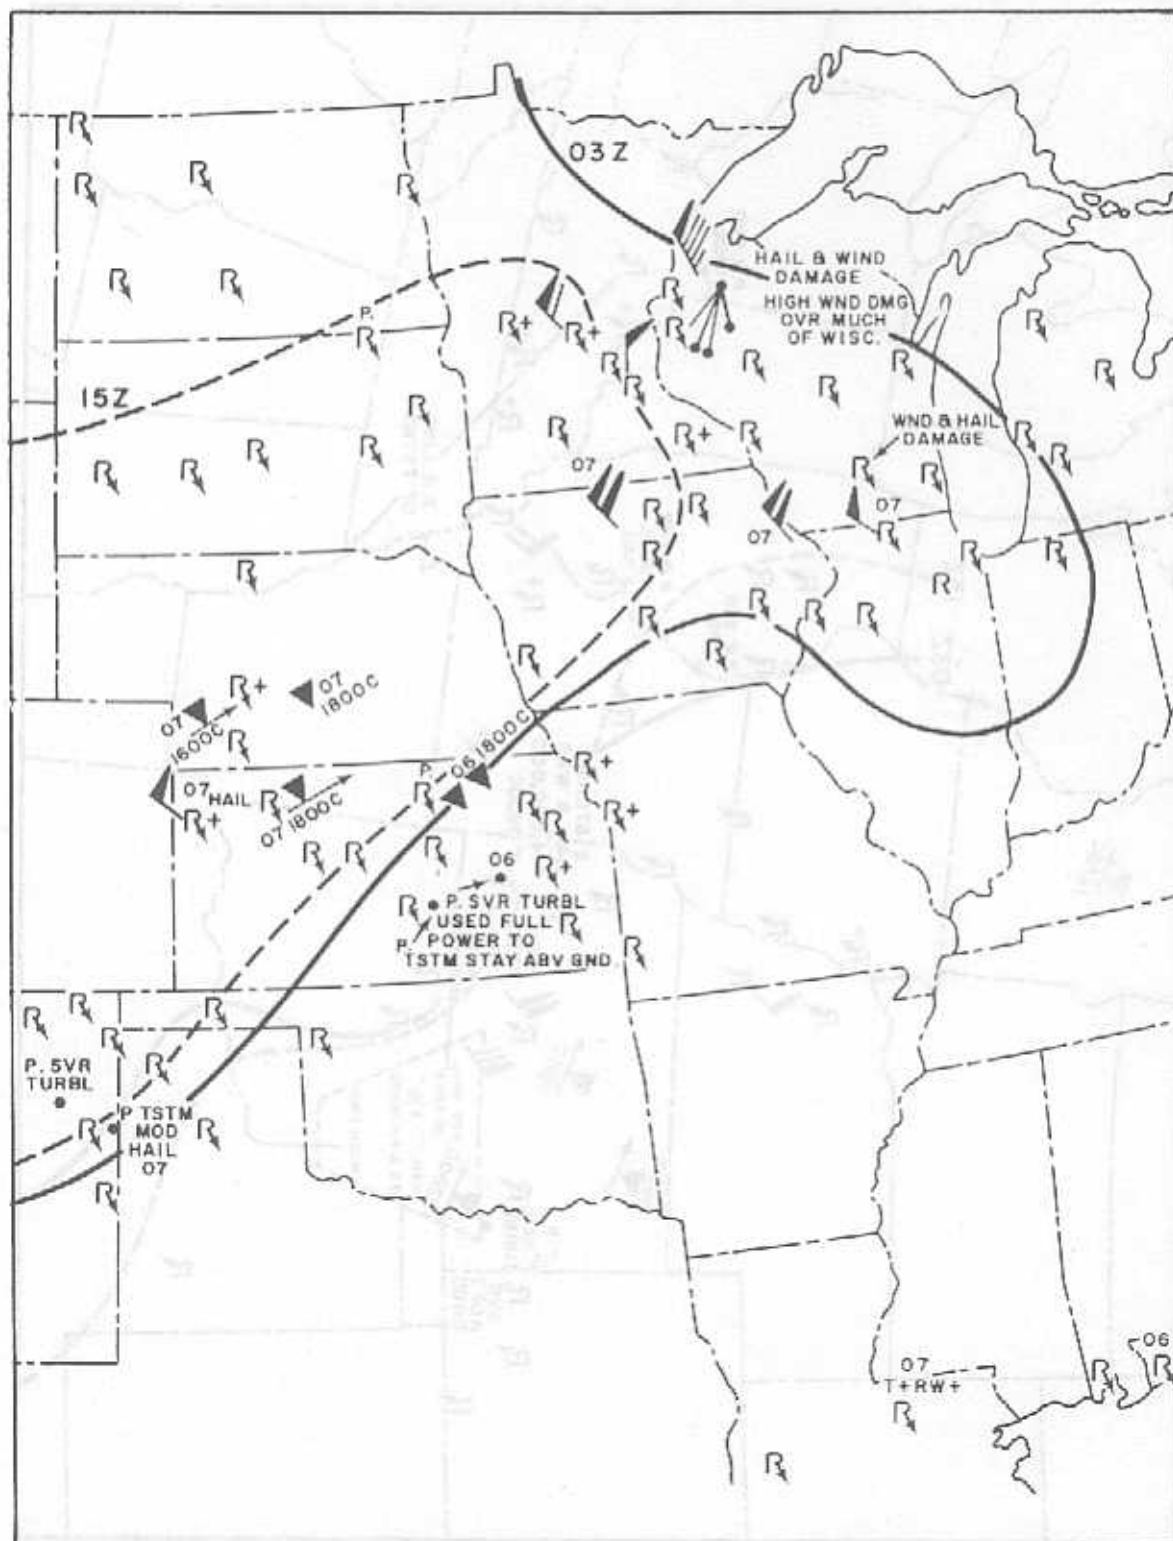 03Z
HAIL & WIND
DAMAGE
HIGH WND DMG
OVR MUCH
OF WISC.
P.
R
R
R
R
R+
R+
15Z
WND & HAIL
DAMAGE
R+
07
07
07
R
R+
07
1800C
07
1600C
06 1800C
07 HAIL
R+
07 1800C
P.
R+
R+
R+
06
P. SVR TURBL
USED FULL
P. POWER TO
TSTM STAY ABV GND
P. SVR
TURBL
P TSTM
MOD
HAIL
07
07
T+RW+
06